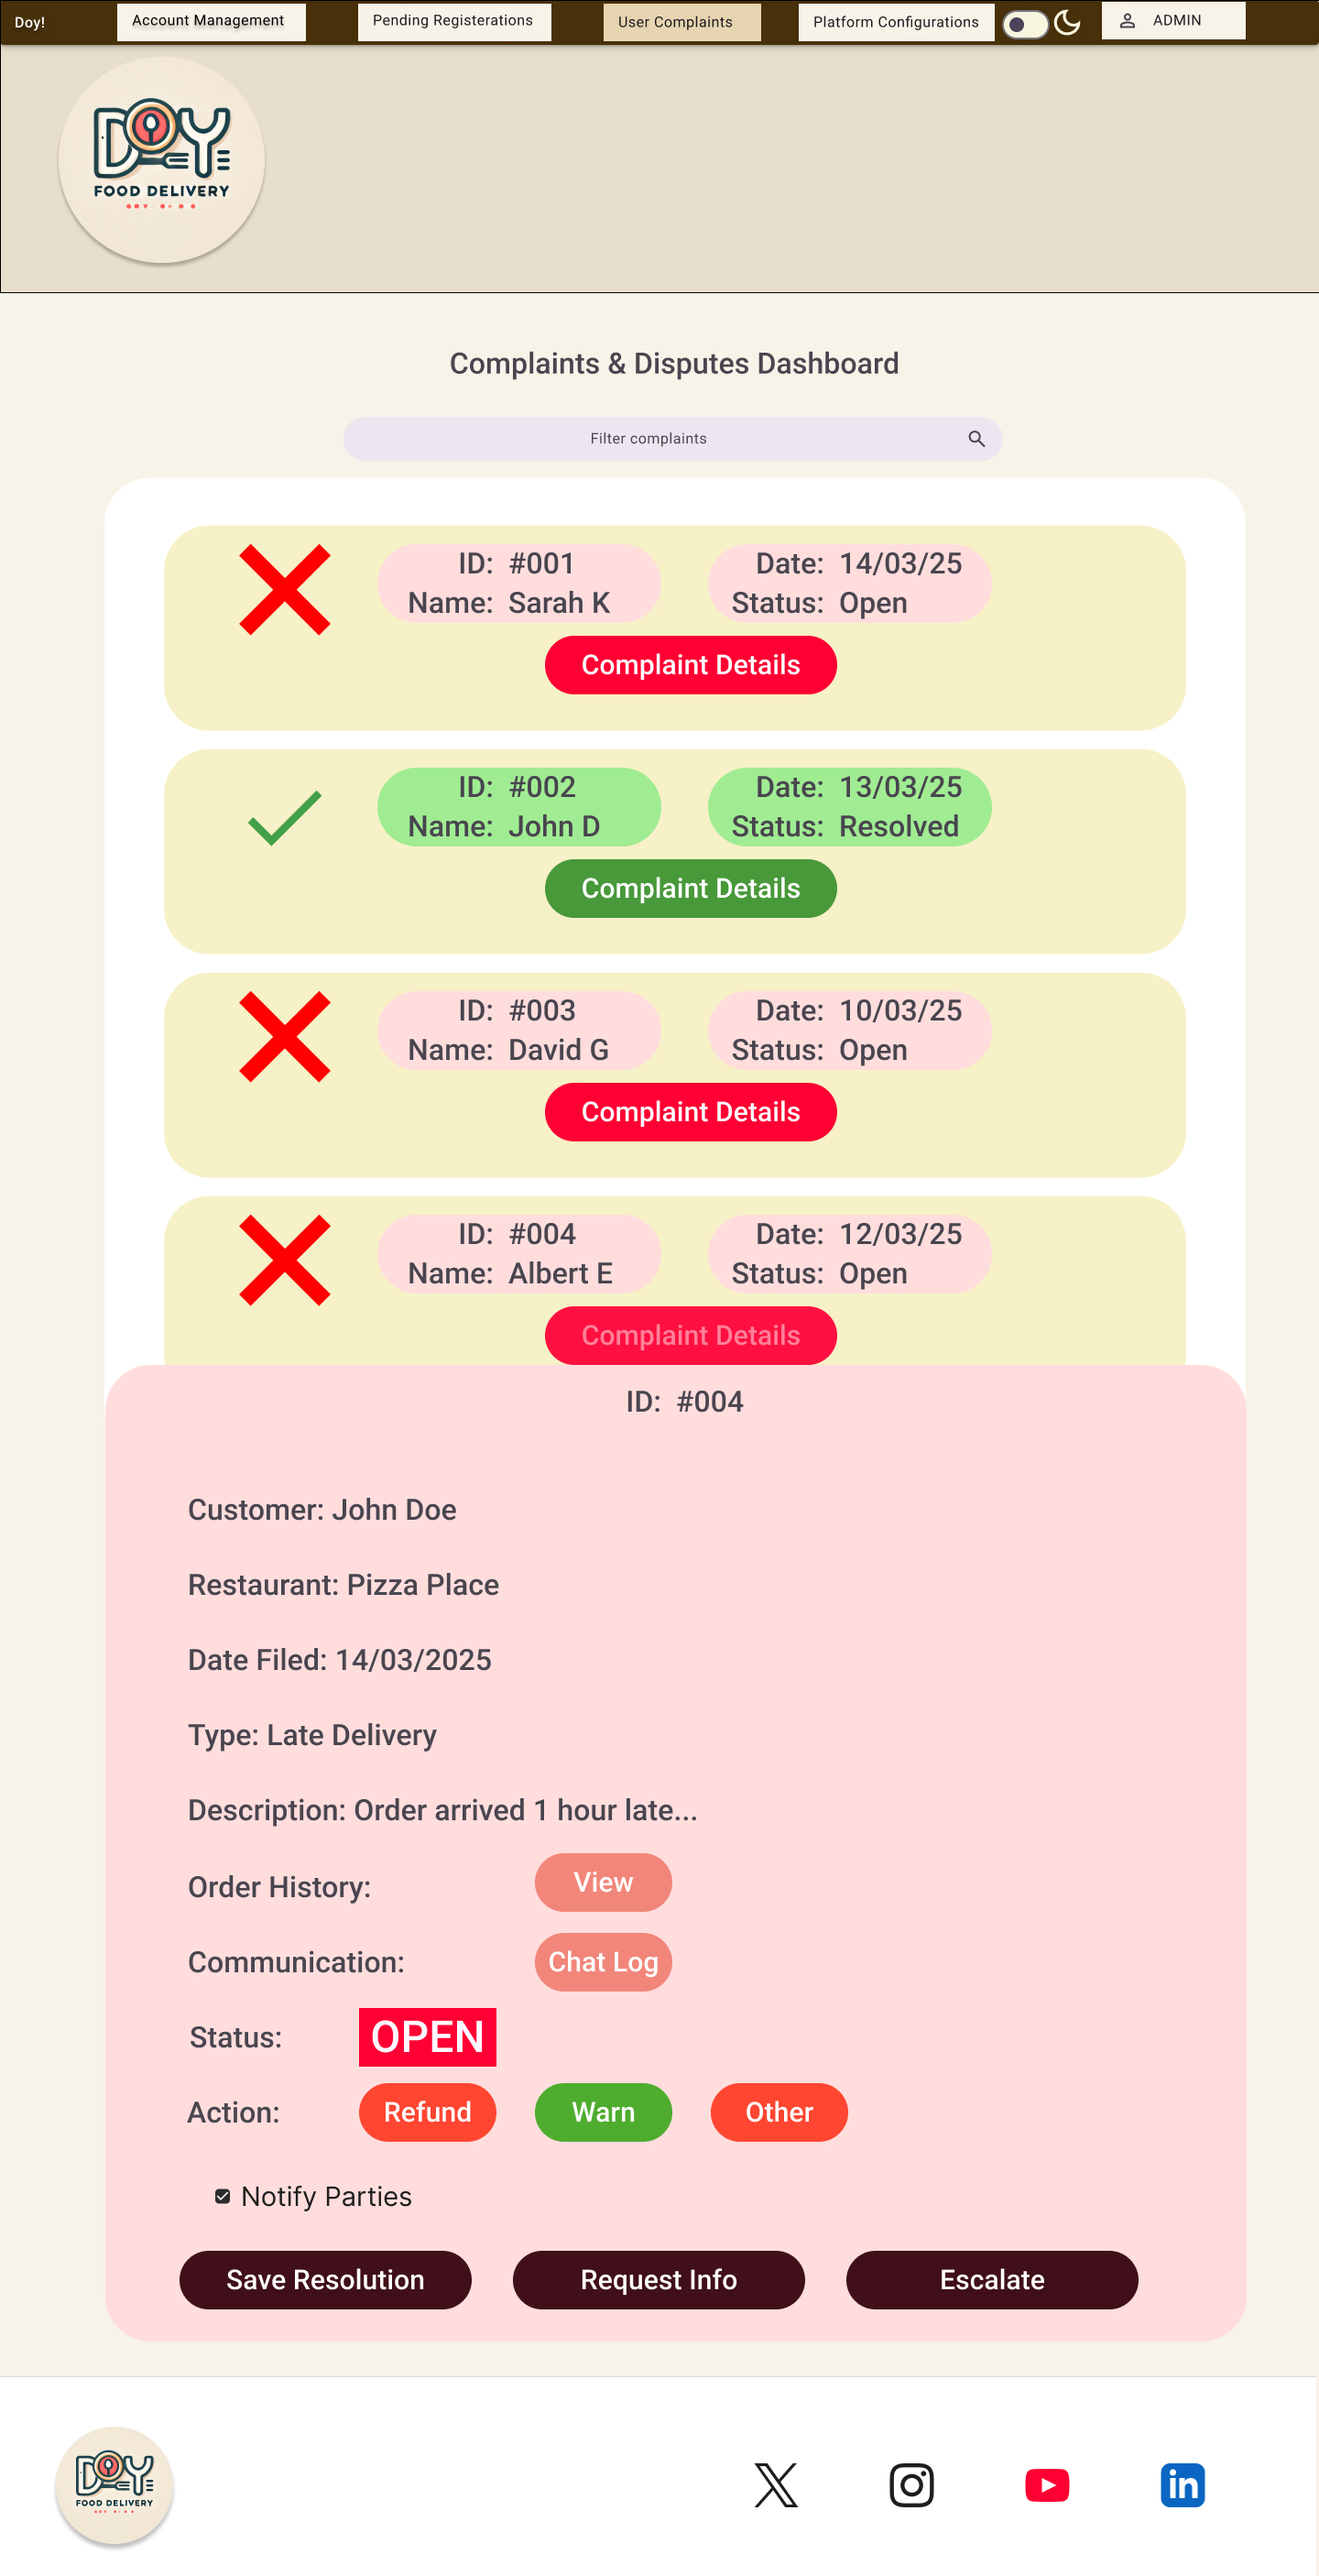 Doy!
Account Management
Pending Registerations
User Complaints
Platform Configurations
ADMIN
DOY
FOOD DELIVERY
Complaints & Disputes Dashboard
Filter complaints
ID: #001
Name: Sarah K
Date: 14/03/25
Status: Open
Complaint Details
ID: #002
Name: John D
Date: 13/03/25
Status: Resolved
Complaint Details
ID: #003
Name: David G
Date: 10/03/25
Status: Open
Complaint Details
ID: #004
Name: Albert E
Date: 12/03/25
Status: Open
Complaint Details
ID: #004
Customer: John Doe
Restaurant: Pizza Place
Date Filed: 14/03/2025
Type: Late Delivery
Description: Order arrived 1 hour late...
Order History: View
Communication: Chat Log
Status: OPEN
Action: Refund Warn Other
Notify Parties
Save Resolution Request Info Escalate
DOY
FOOD DELIVERY
in